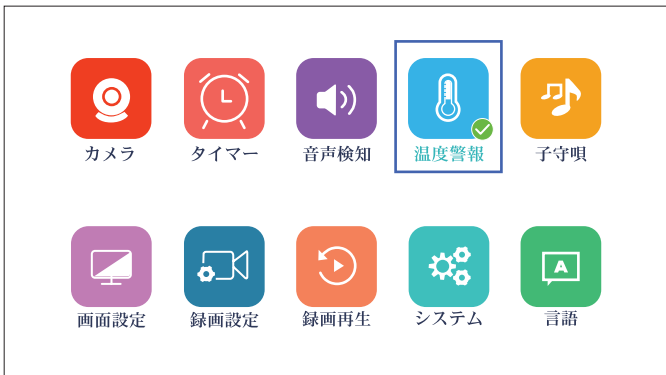 カメラ
タイマー
音声検知
温度警報
子守唄
A
画面設定
録画設定
録画再生
システム
言語